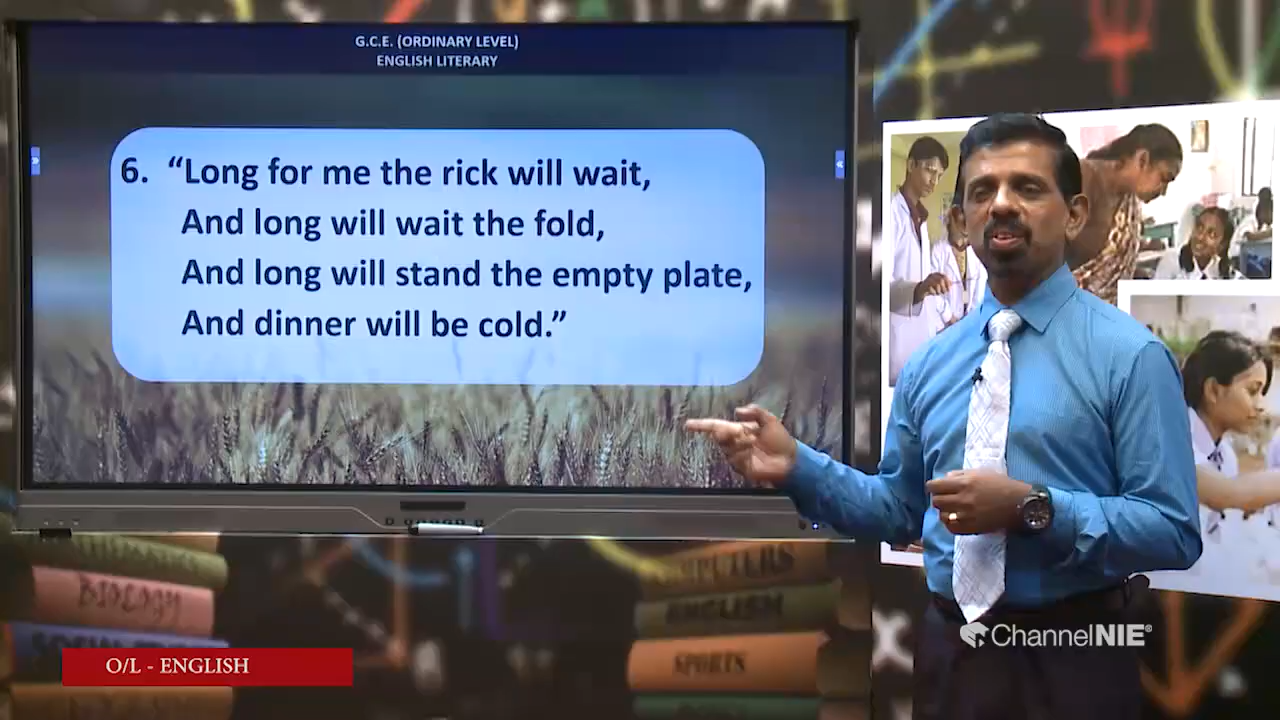 G.C.E. (ORDINARY LEVEL)
ENGLISH LITERARY
6. “Long for me the rick will wait,
And long will wait the fold,
And long will stand the empty plate,
And dinner will be cold.”
BIOLOGY
COMPUTERS
ENGLISH
SPORTS
O/L - ENGLISH
ChannelNIE®